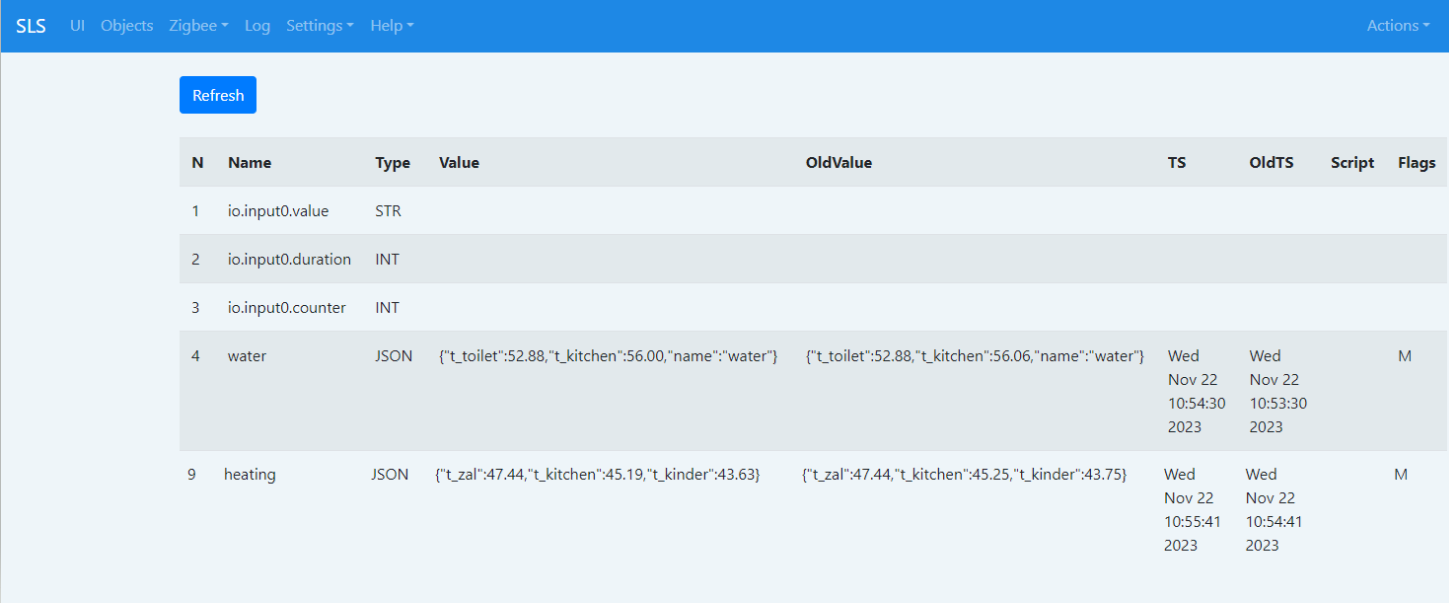 SLS UI Objects Zigbee Log Settings Help Actions
Refresh
N Name Type Value OldValue TS OldTS Script Flags
1 io.input0.value STR
2 io.input0.duration INT
3 io.input0.counter INT
4 water JSON {"t_toilet":52.88,"t_kitchen":56.00,"name":"water"} {"t_toilet":52.88,"t_kitchen":56.06,"name":"water"} Wed Wed M
Nov 22 Nov 22
10:54:30 10:53:30
2023 2023
9 heating JSON {"t_zal":47.44,"t_kitchen":45.19,"t_kinder":43.63} {"t_zal":47.44,"t_kitchen":45.25,"t_kinder":43.75} Wed Wed M
Nov 22 Nov 22
10:55:41 10:54:41
2023 2023